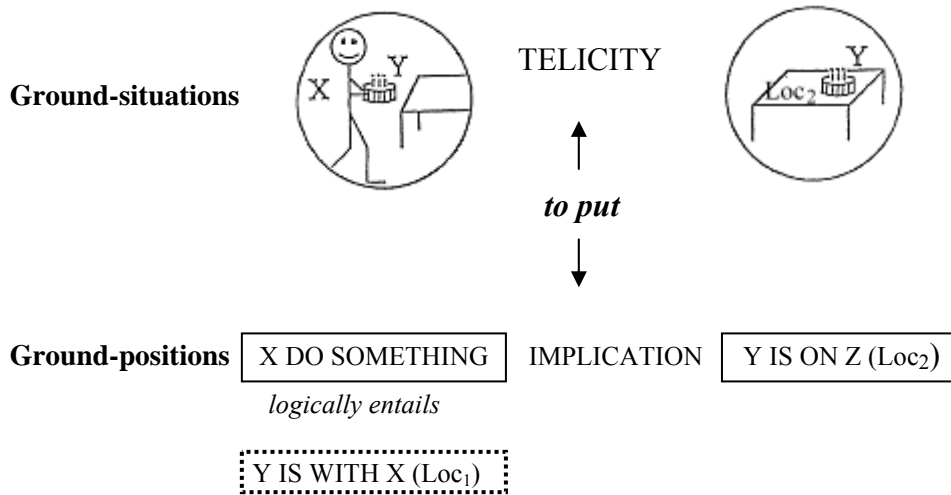 Ground-situations
X
Y
TELICITY
Loc₂
Y
to put
Ground-positions X DO SOMETHING IMPLICATION Y IS ON Z (Loc₂)
logically entails
Y IS WITH X (Loc₁)